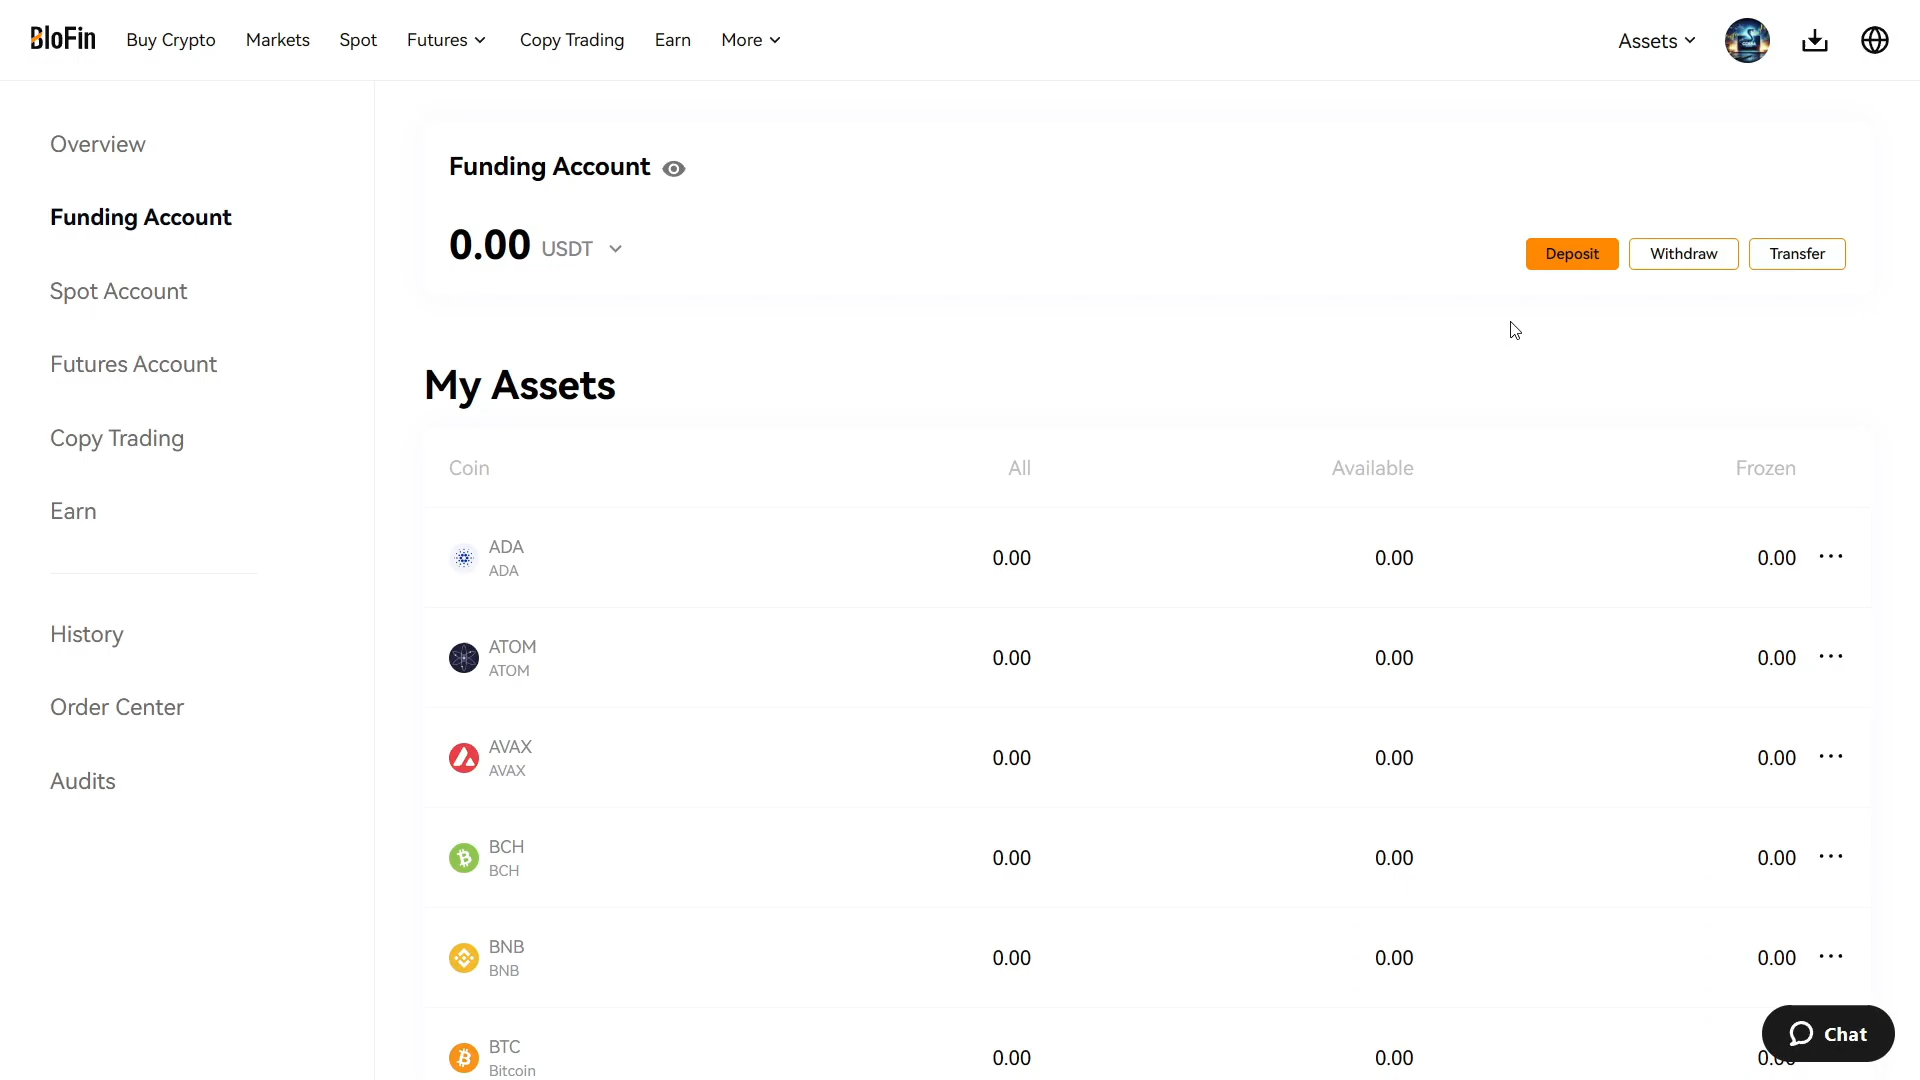 BloFin Buy Crypto Markets Spot Futures Copy Trading Earn More Assets
Overview
Funding Account
Spot Account
Futures Account
Copy Trading
Earn
History
Order Center
Audits
Funding Account
0.00 USDT
Deposit Withdraw Transfer
My Assets
Coin All Available Frozen
ADA
ADA
0.00 0.00 0.00 ...
ATOM
ATOM
0.00 0.00 0.00 ...
AVAX
AVAX
0.00 0.00 0.00 ...
BCH
BCH
0.00 0.00 0.00 ...
BNB
BNB
0.00 0.00 0.00 ...
BTC
Bitcoin
0.00 0.00
Chat